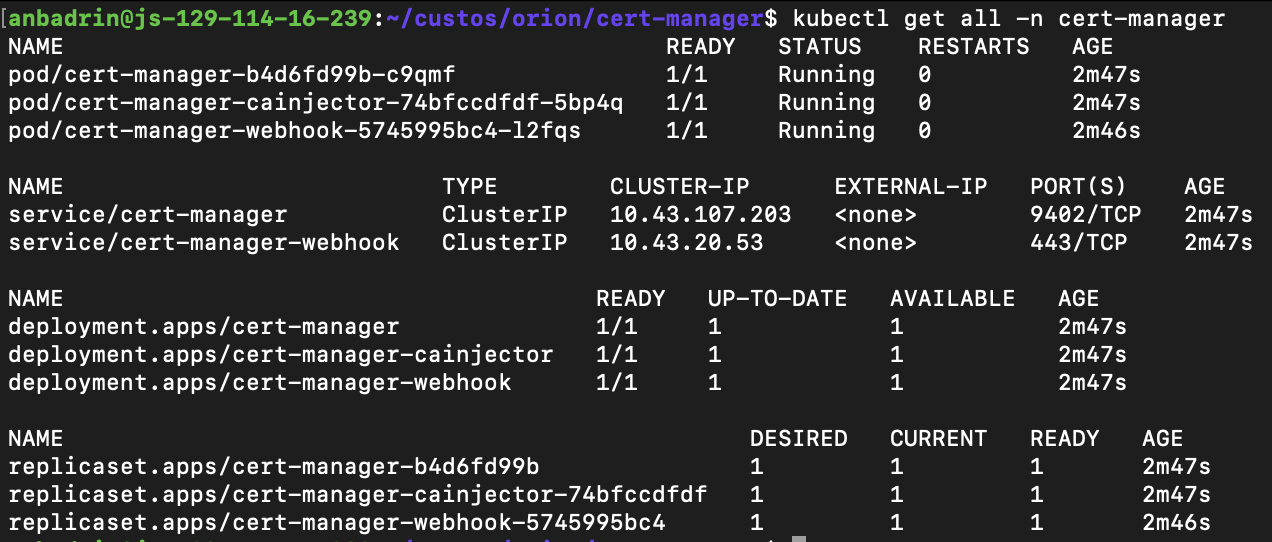 anbadrin@js-129-114-16-239:~/custos/orion/cert-manager$ kubectl get all -n cert-manager
NAME                                           READY   STATUS    RESTARTS   AGE
pod/cert-manager-b4d6fd99b-c9qmf               1/1     Running   0          2m47s
pod/cert-manager-cainjector-74bfccdfdf-5bp4q   1/1     Running   0          2m47s
pod/cert-manager-webhook-5745995bc4-l2fqs      1/1     Running   0          2m46s
NAME                           TYPE        CLUSTER-IP      EXTERNAL-IP   PORT(S)    AGE
service/cert-manager           ClusterIP   10.43.107.203   <none>        9402/TCP   2m47s
service/cert-manager-webhook   ClusterIP   10.43.20.53     <none>        443/TCP    2m47s
NAME                                      READY   UP-TO-DATE   AVAILABLE   AGE
deployment.apps/cert-manager              1/1     1            1           2m47s
deployment.apps/cert-manager-cainjector   1/1     1            1           2m47s
deployment.apps/cert-manager-webhook      1/1     1            1           2m47s
NAME                                                 DESIRED   CURRENT   READY   AGE
replicaset.apps/cert-manager-b4d6fd99b               1         1         1       2m47s
replicaset.apps/cert-manager-cainjector-74bfccdfdf   1         1         1       2m47s
replicaset.apps/cert-manager-webhook-5745995bc4      1         1         1       2m46s